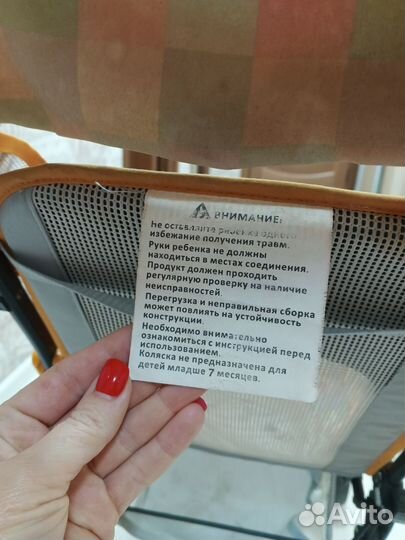 ВНИМАНИЕ:
Не оставляйте ребенка одного
избежание получения травм.
Руки ребенка не должны
находиться в местах соединения.
Продукт должен проходить
регулярную проверку на наличие
неисправностей.
Перегрузка и неправильная сборка
может повлиять на устойчивость
конструкции.
Необходимо внимательно
ознакомиться с инструкцией перед
использованием.
Коляска не предназначена для
детей младше 7 месяцев.
Avito